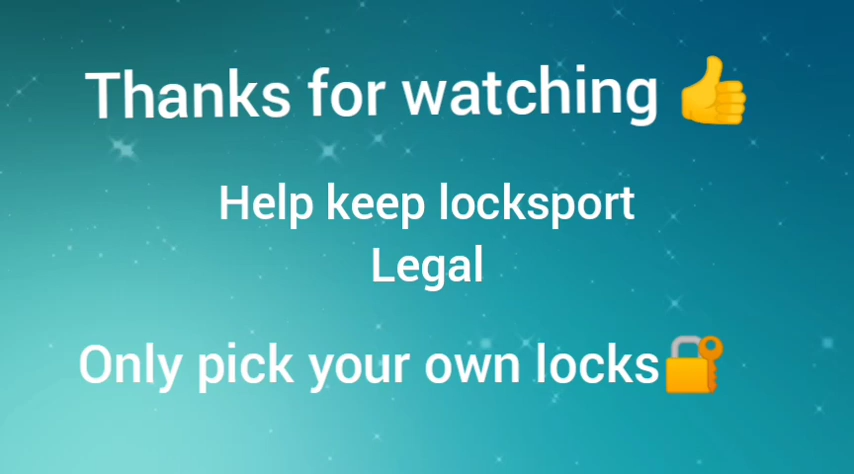 Thanks for watching 👍
Help keep locksport
Legal
Only pick your own locks🔐